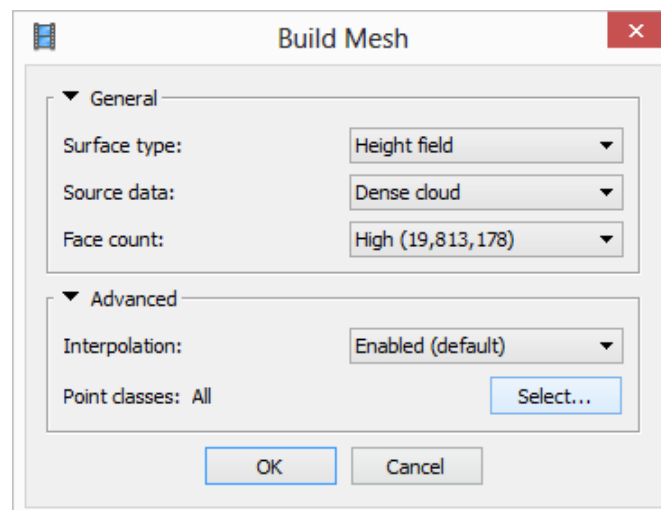 Build Mesh
General
Surface type: Height field
Source data: Dense cloud
Face count: High (19,813,178)
Advanced
Interpolation: Enabled (default)
Point classes: All Select...
OK Cancel